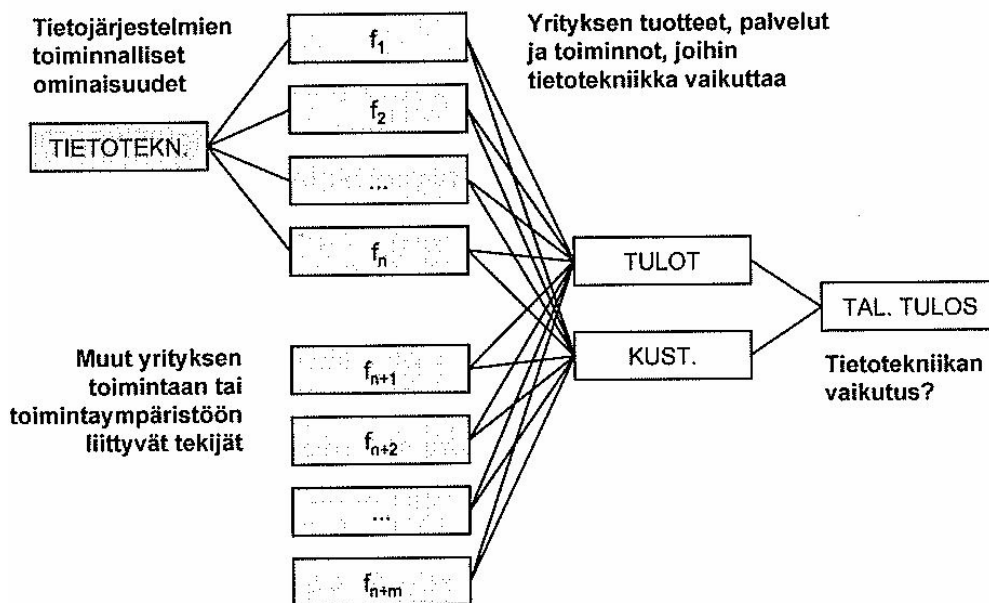 Tietojärjestelmien
toiminnalliset
ominaisuudet
TIETOTEKN.
f1
f2
...
fn
Yrityksen tuotteet, palvelut
ja toiminnot, joihin
tietotekniikka vaikuttaa
Muut yrityksen
toimintaan tai
toimintaympäristöön
liittyvät tekijät
fn+1
fn+2
...
fn+m
TULOT
KUST.
TAL. TULOS
Tietotekniikan
vaikutus?